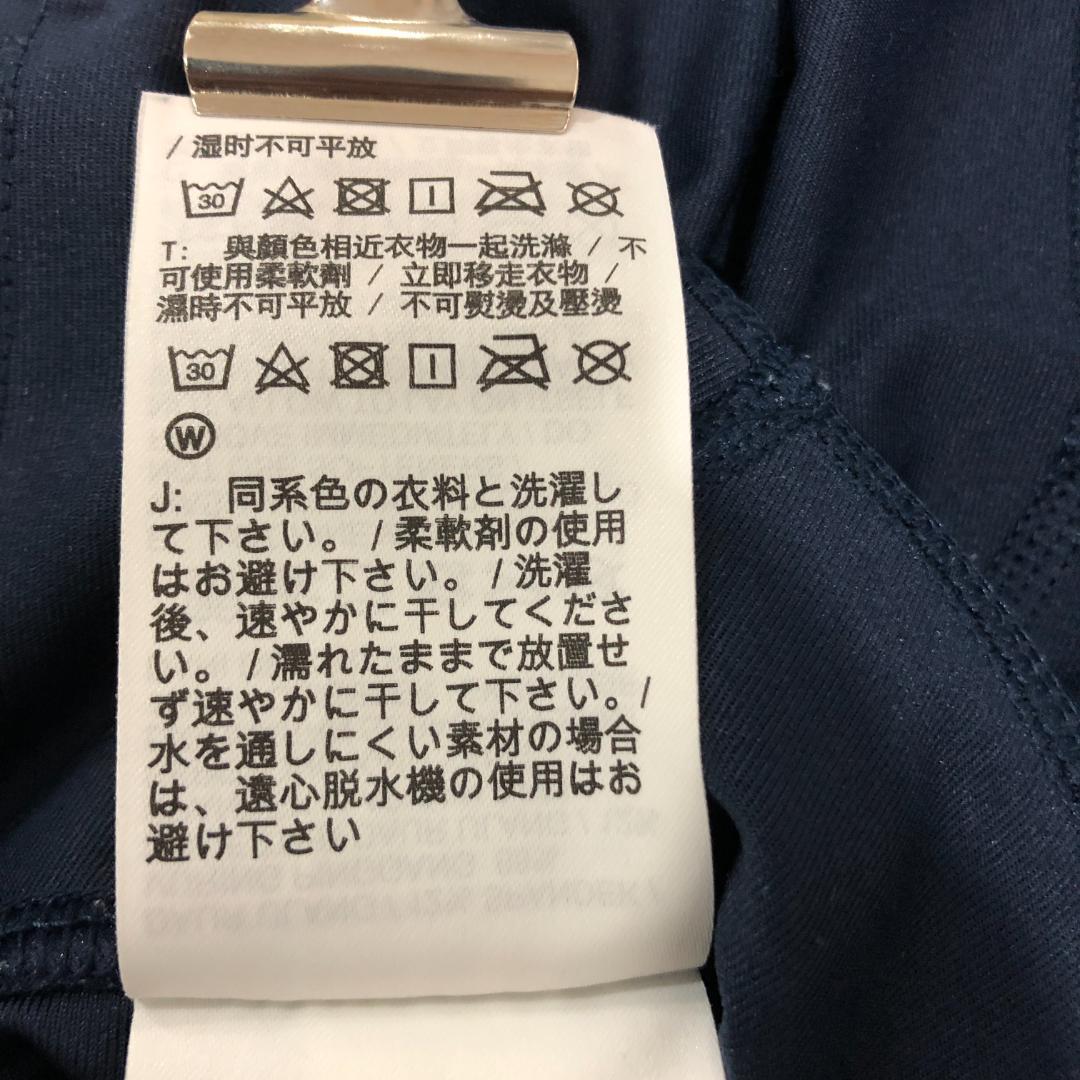 / 湿时不可平放
30
T: 與顏色相近衣物一起洗滌 / 不
可使用柔軟劑 / 立即移走衣物 /
濕時不可平放 / 不可熨燙及壓燙
30
W
J: 同系色の衣料と洗濯し
て下さい。/柔軟剤の使用
はお避け下さい。/洗濯
後、速やかに干してくださ
い。/濡れたままで放置せ
ず速やかに干して下さい。/
水を通しにくい素材の場合
は、遠心脱水機の使用はお
避け下さい